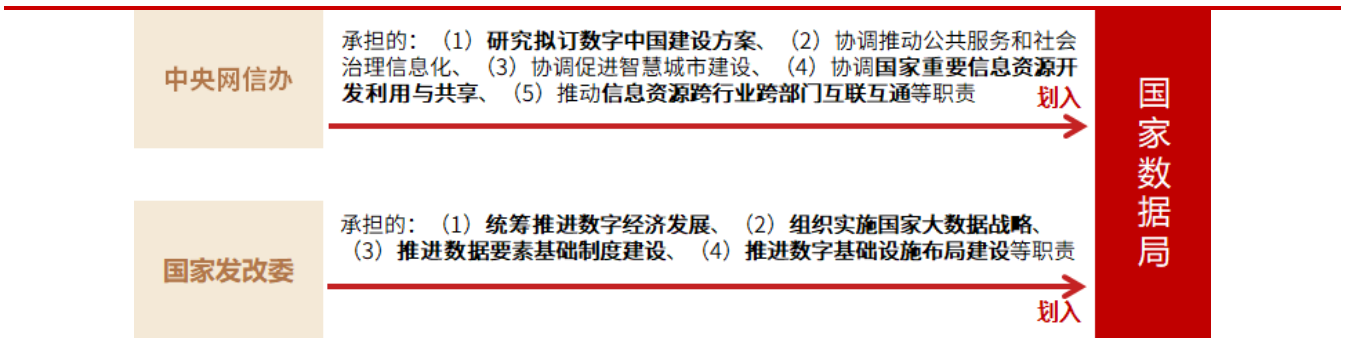 中央网信办
承担的：（1）研究拟订数字中国建设方案、（2）协调推动公共服务和社会
治理信息化、（3）协调促进智慧城市建设、（4）协调国家重要信息资源开
发利用与共享、（5）推动信息资源跨行业跨部门互联互通等职责
划入
国家发改委
承担的：（1）统筹推进数字经济发展、（2）组织实施国家大数据战略、
（3）推进数据要素基础制度建设、（4）推进数字基础设施布局建设等职责
划入
国家数据局